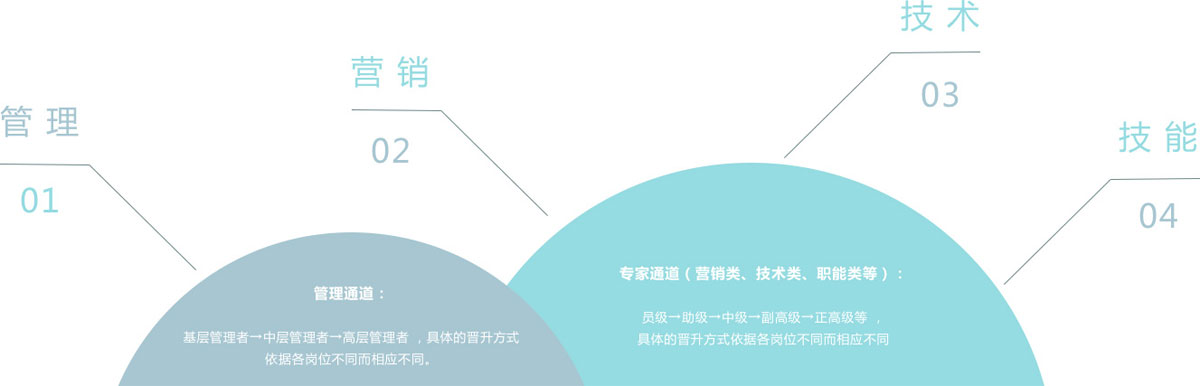 管理
01
营销
02
技术
03
技能
04
管理通道：
基层管理者→中层管理者→高层管理者 ，具体的晋升方式
依据各岗位不同而相应不同。
专家通道（营销类、技术类、职能类等）：
员级→助级→中级→副高级→正高级等 ，
具体的晋升方式依据各岗位不同而相应不同